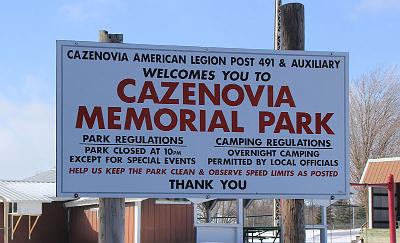 CAZENOVIA AMERICAN LEGION POST 491 & AUXILIARY
WELCOMES YOU TO
CAZENOVIA
MEMORIAL PARK
PARK REGULATIONS
PARK CLOSED AT 10PM
EXCEPT FOR SPECIAL EVENTS
CAMPING REGULATIONS
OVERNIGHT CAMPING
PERMITTED BY LOCAL OFFICIALS
HELP US KEEP THE PARK CLEAN & OBSERVE SPEED LIMITS AS POSTED
THANK YOU